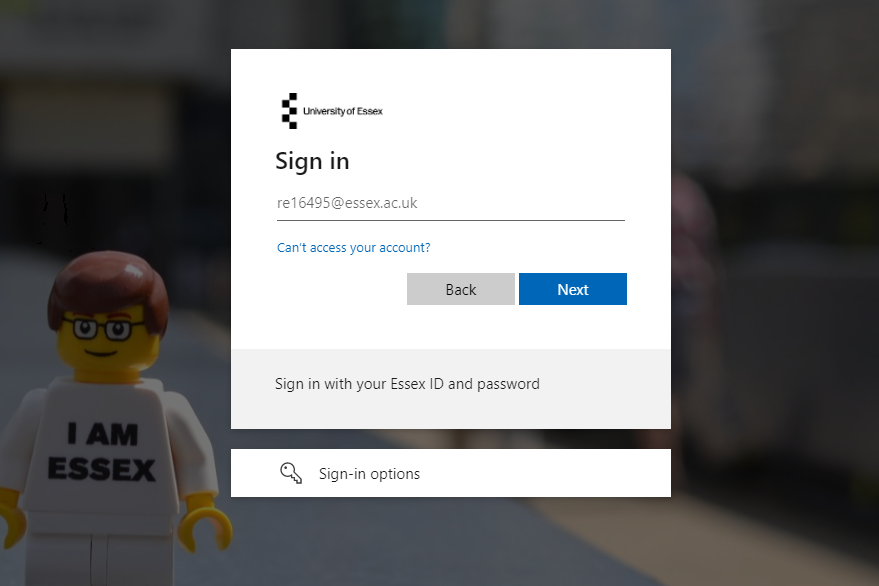 University of Essex
Sign in
re16495@essex.ac.uk
Can't access your account?
Back
Next
Sign in with your Essex ID and password
Sign-in options
I AM
ESSEX